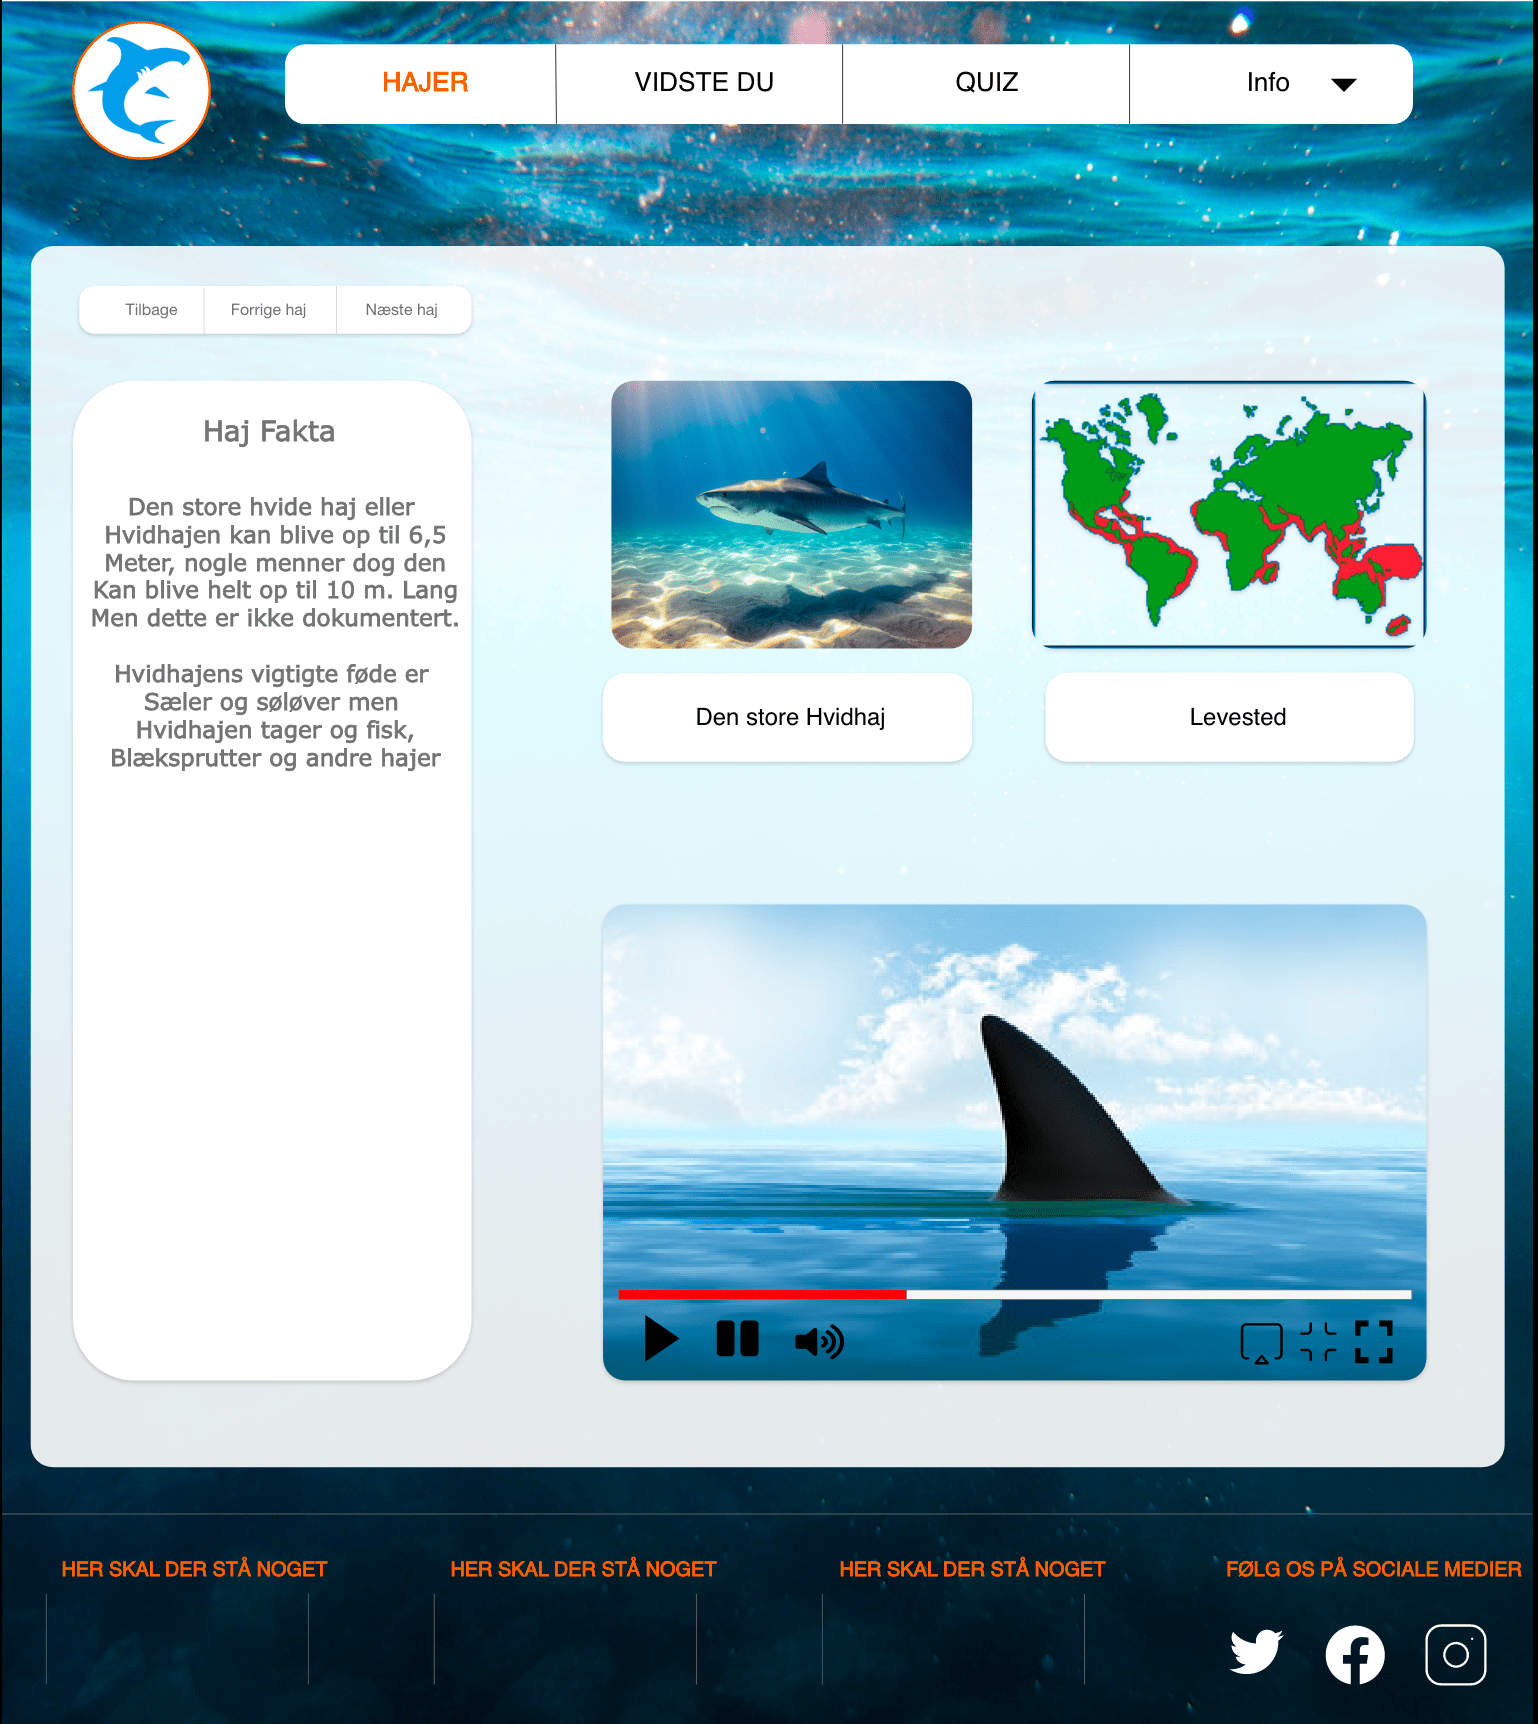 HAJER
VIDSTE DU
QUIZ
Info
Tilbage
Forrige haj
Næste haj
Haj Fakta
Den store hvide haj eller
Hvidhajen kan blive op til 6,5
Meter, nogle menner dog den
Kan blive helt op til 10 m. Lang
Men dette er ikke dokumentert.
Hvidhajens vigtigte føde er
Sæler og søløver men
Hvidhajen tager og fisk,
Blæksprutter og andre hajer
Den store Hvidhaj
Levested
HER SKAL DER STÅ NOGET
HER SKAL DER STÅ NOGET
HER SKAL DER STÅ NOGET
FØLG OS PÅ SOCIALE MEDIER